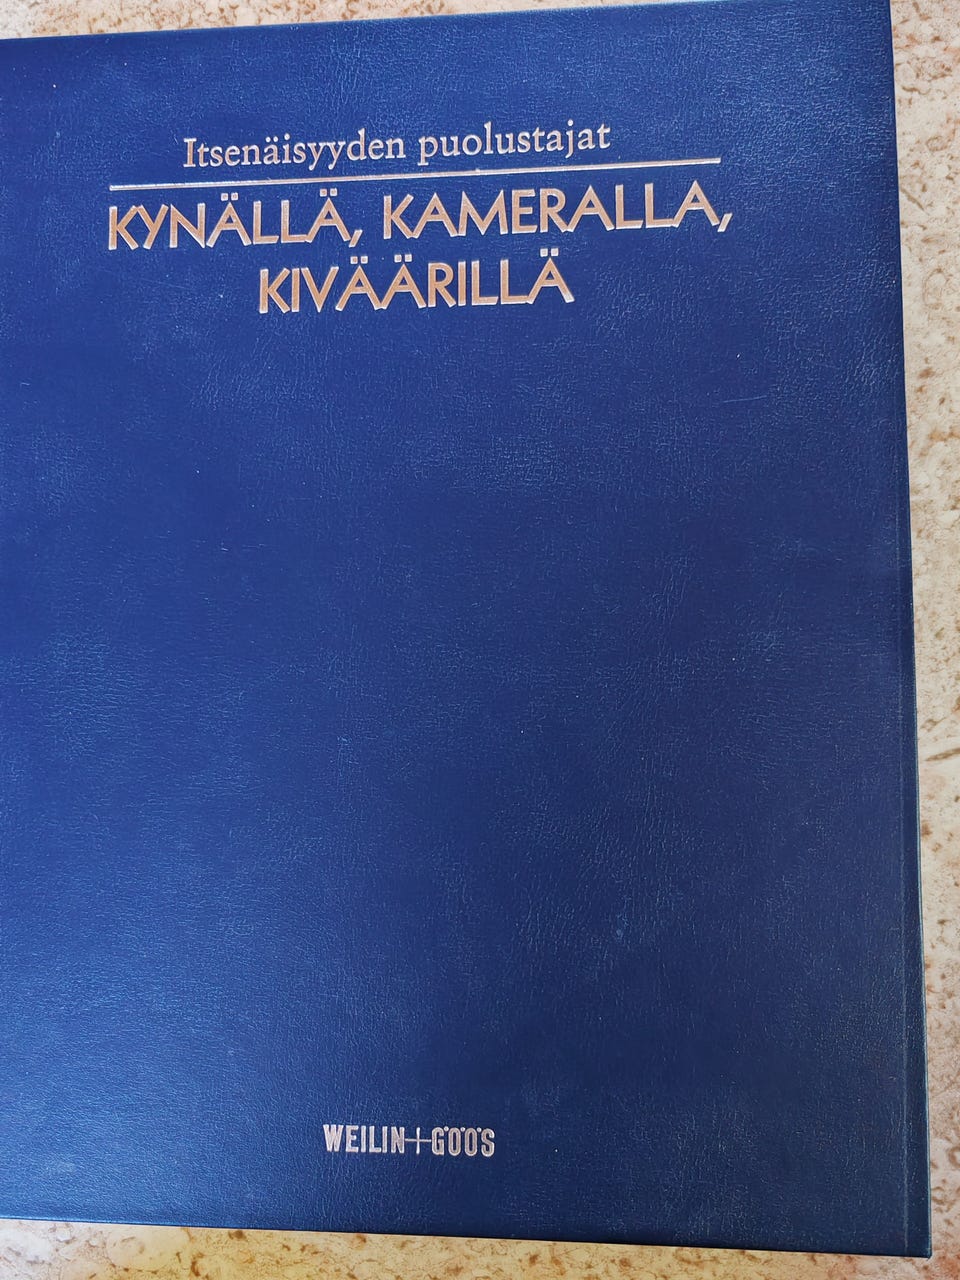 Itsenäisyyden puolustajat
KYNÄLLÄ, KAMERALLA,
KIVÄÄRILLÄ
WEILIN+GÖÖS